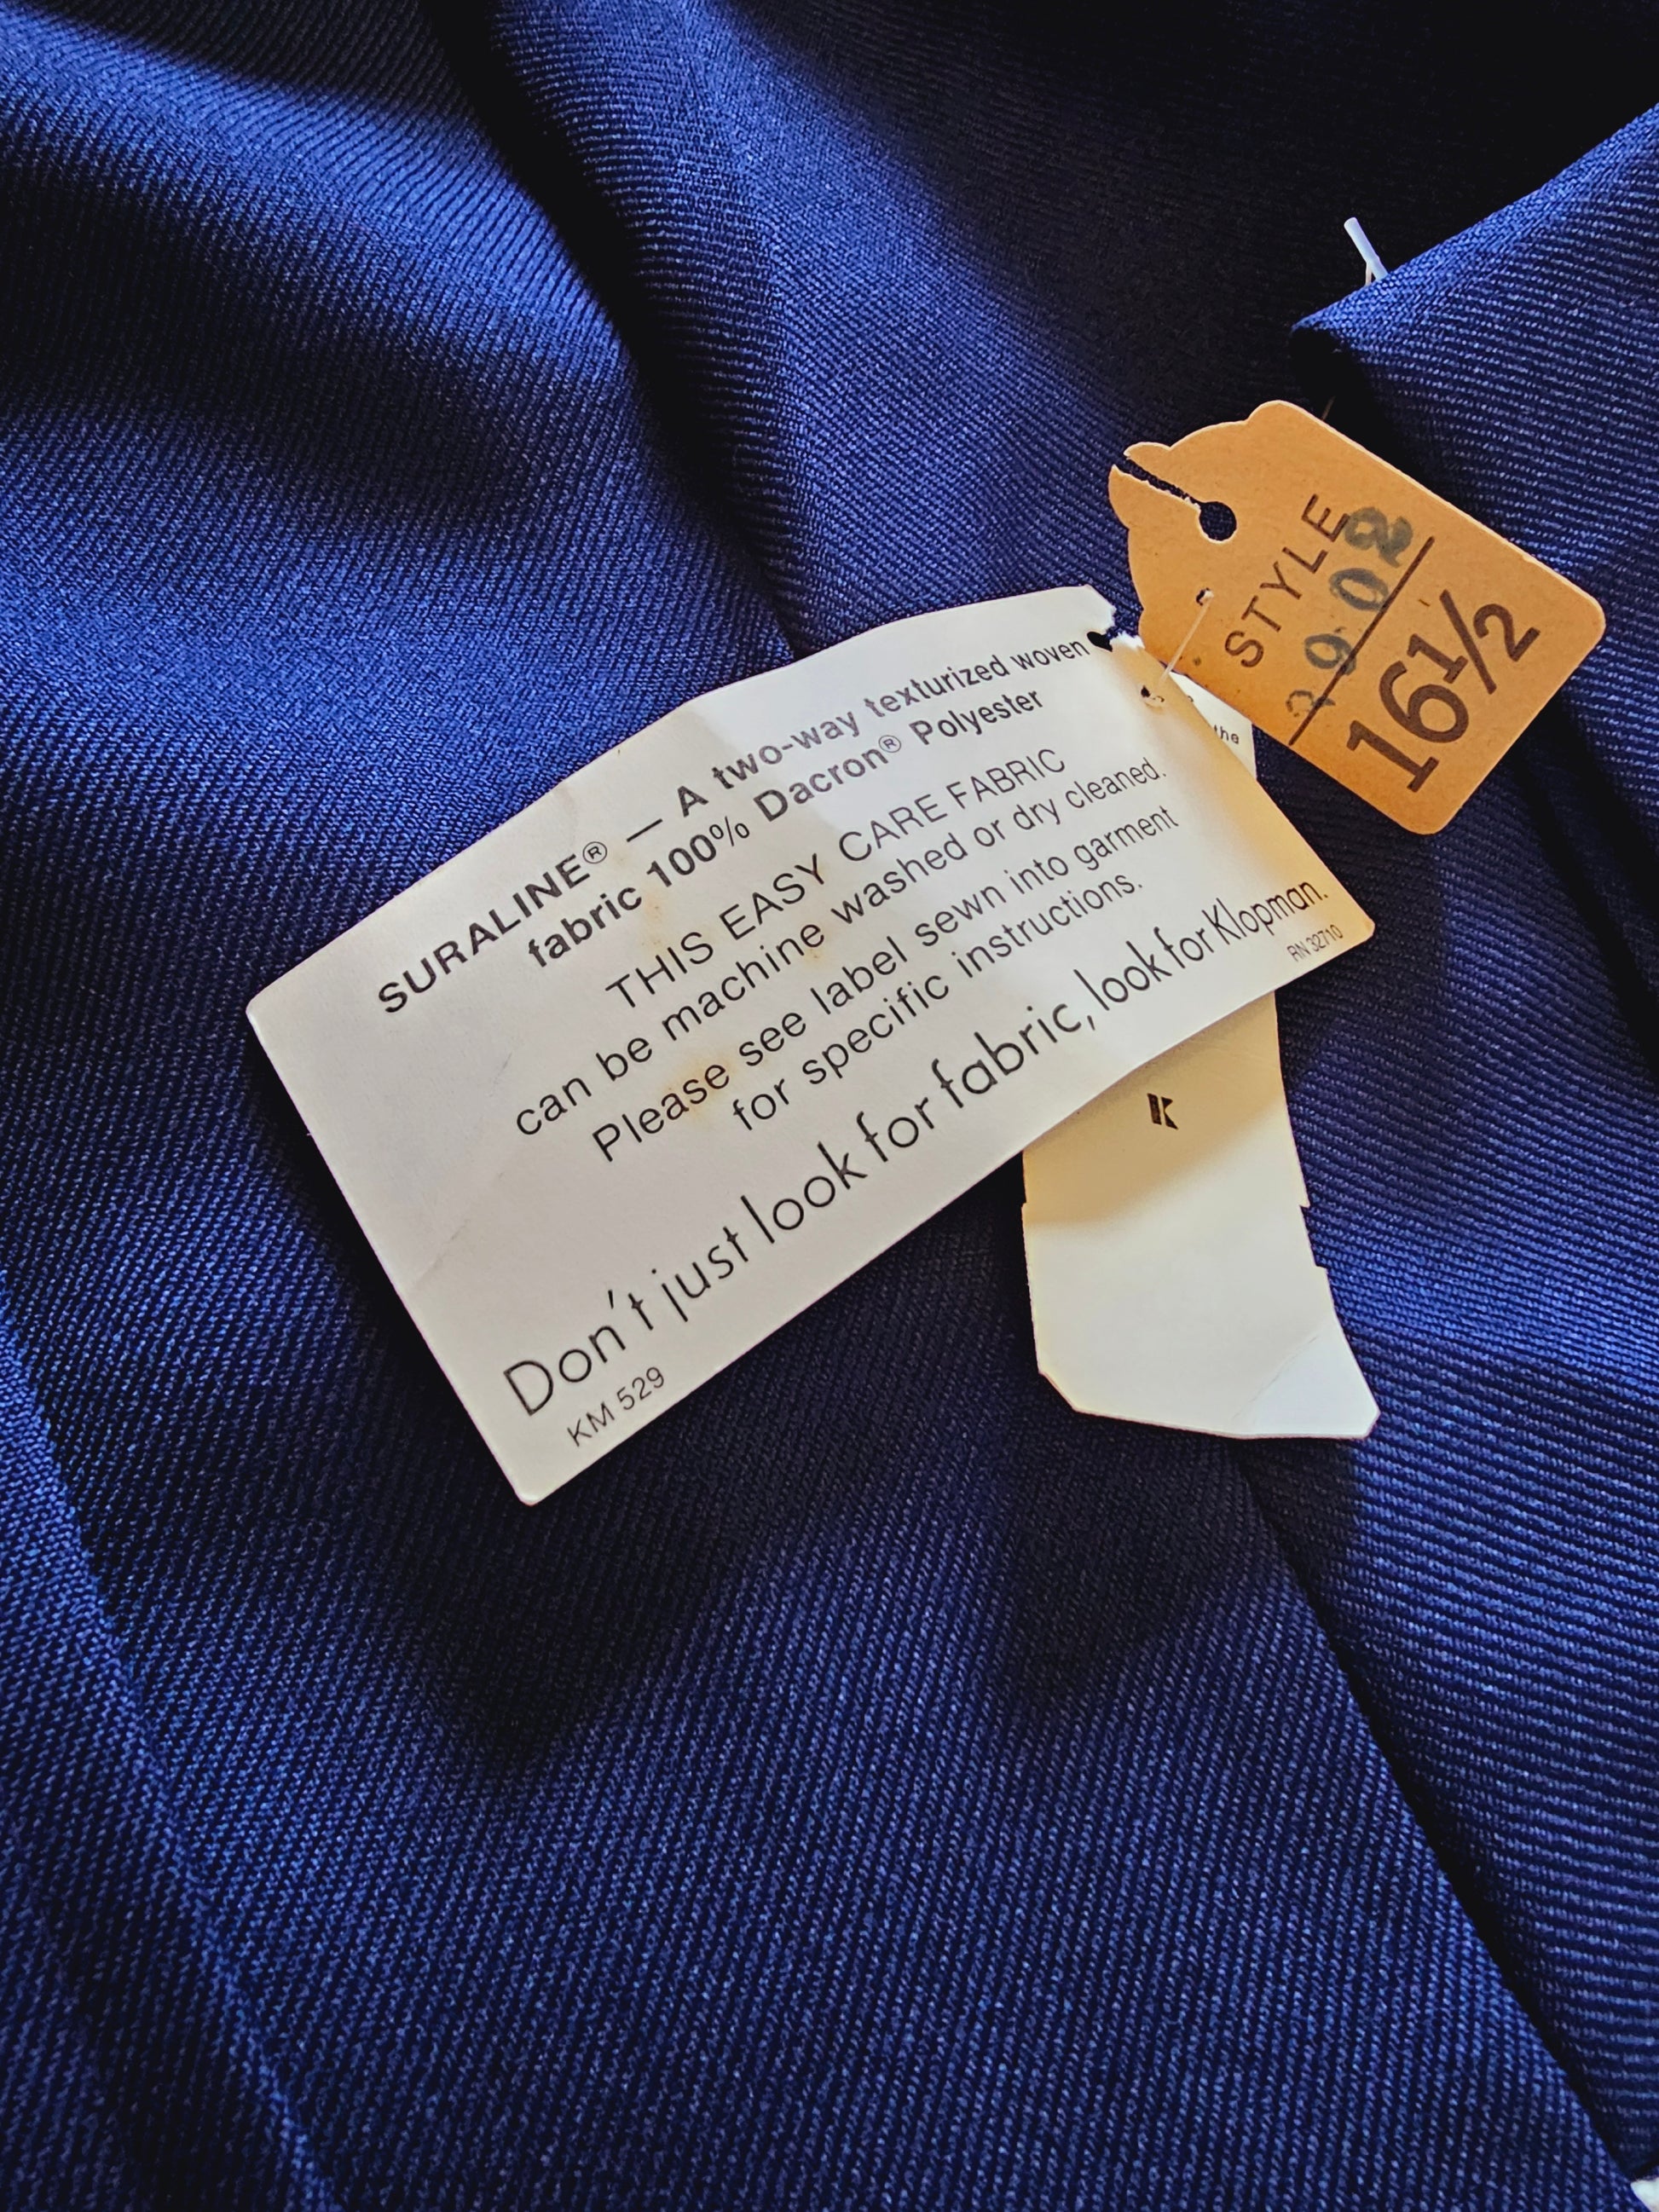 SURALINE® — A two-way texturized woven
fabric 100% Dacron® Polyester
THIS EASY CARE FABRIC
can be machine washed or dry cleaned.
Please see label sewn into garment
for specific instructions.
Don't just look for fabric, look for Klopman.
KM 529
RN 32710
STYLE
16½
the
K